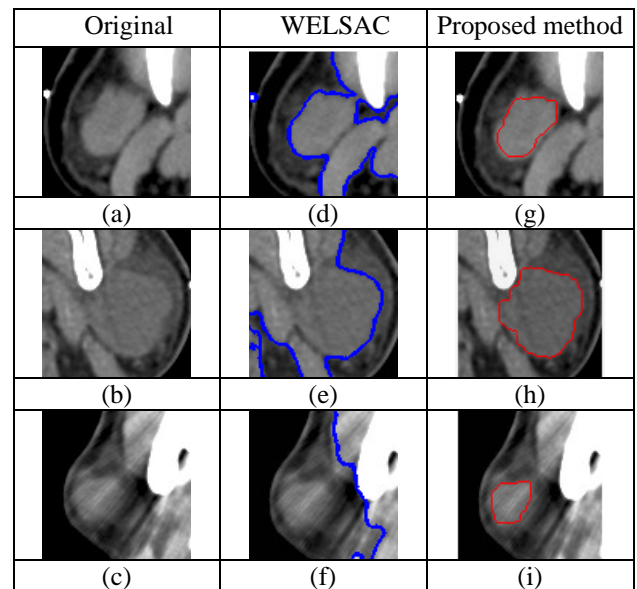 Original WELSAC Proposed method
(a) (d) (g)
(b) (e) (h)
(c) (f) (i)